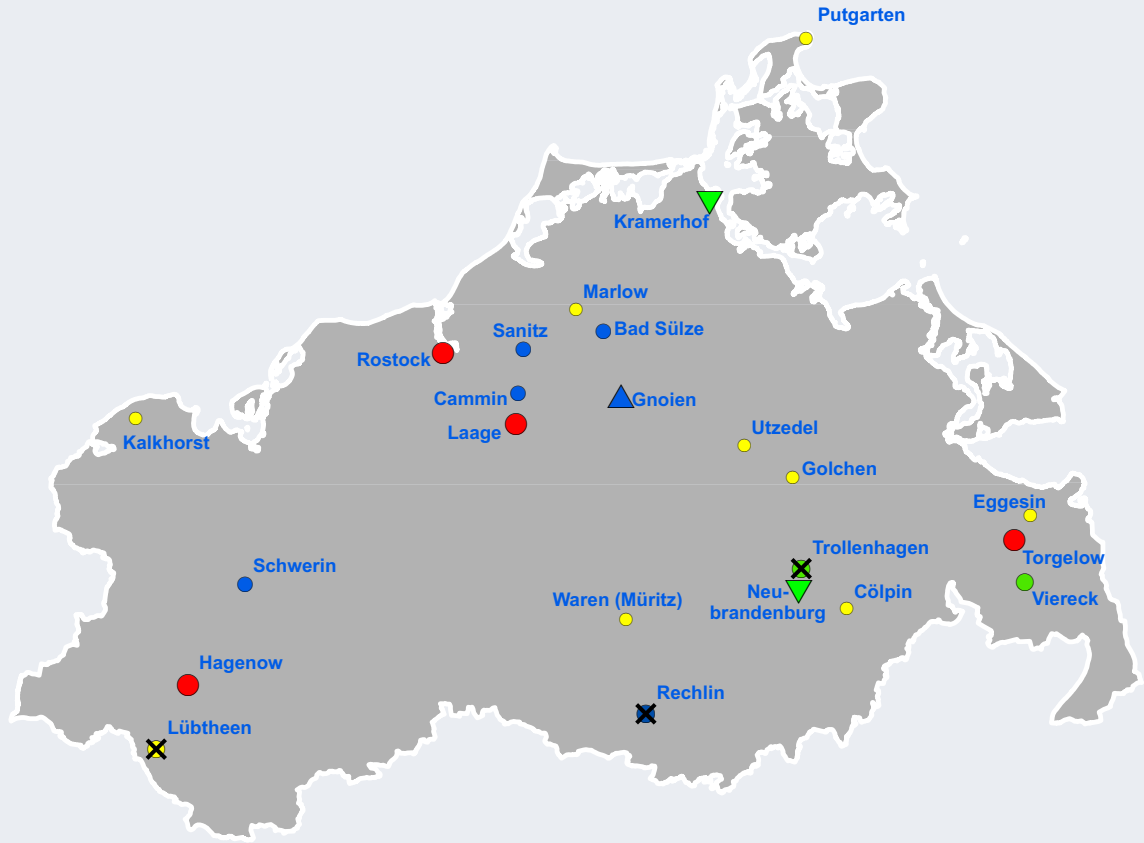 Putgarten
Kramerhof
Marlow
Bad Sülze
Sanitz
Rostock
Cammin
Gnoien
Laage
Kalkhorst
Utzedel
Golchen
Eggesin
Trollenhagen
Torgelow
Schwerin
Neu-
brandenburg
Cölpin
Viereck
Waren (Müritz)
Hagenow
Rechlin
Lübtheen